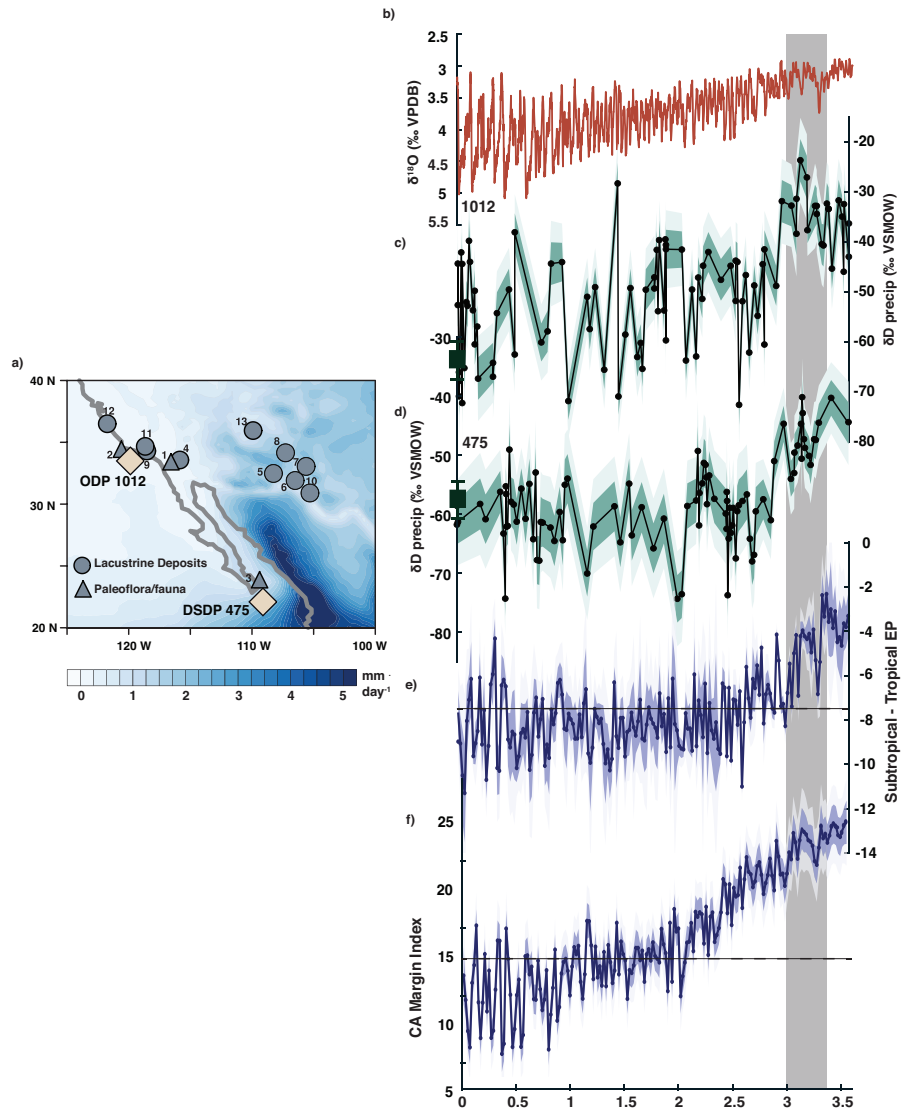 b)
2.5
3
3.5
4
4.5
5
5.5
δ¹⁸O (‰ VPDB)
1012
-20
-30
-40
-50
-60
-70
-80
δD precip (‰ VSMOW)
c)
-30
-40
-50
-60
-70
-80
δD precip (‰ VSMOW)
d)
475
a)
40 N
30 N
20 N
12
11
2
9
1
4
13
8
7
5
6
10
3
ODP 1012
DSDP 475
Lacustrine Deposits
Paleoflora/fauna
120 W
110 W
100 W
0 1 2 3 4 5
mm ·
day⁻¹
e)
0
-2
-4
-6
-8
-10
-12
-14
Subtropical - Tropical EP
f)
25
20
15
10
5
CA Margin Index
0 0.5 1 1.5 2 2.5 3 3.5